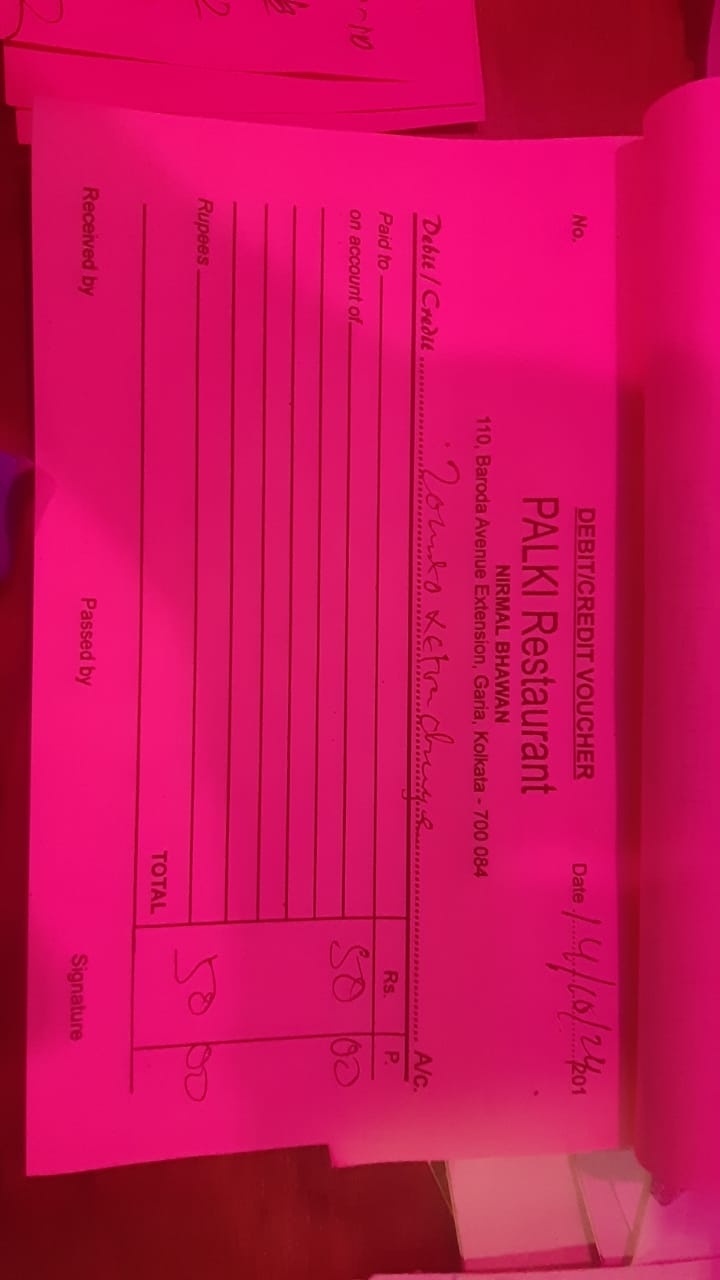 DEBIT/CREDIT VOUCHER
PALKI Restaurant
NIRMAL BHAWAN
110, Baroda Avenue Extension, Garia, Kolkata - 700 084
No. Date 14/10/24 201
Debit / Credit extra charge A/c.
Paid to Rs. P.
on account of 50 00
Rupees
TOTAL 50 00
Received by Passed by Signature